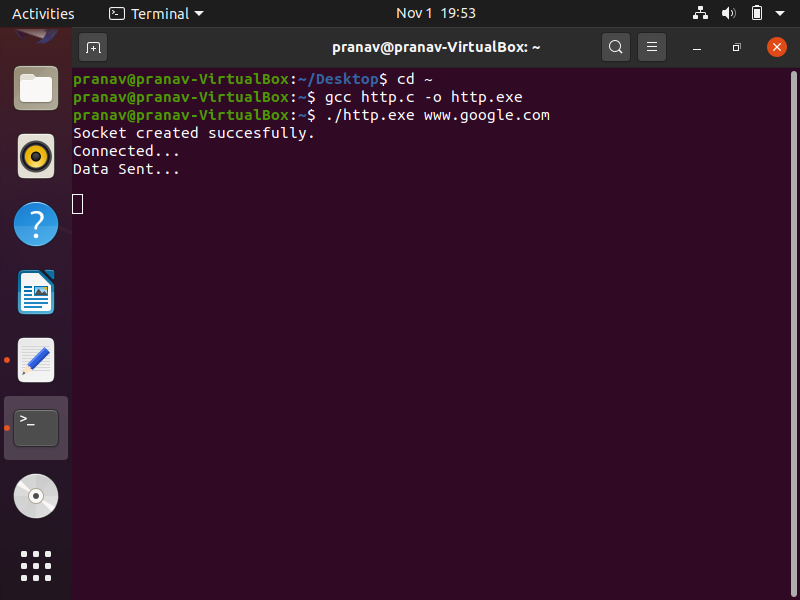 Activities
Terminal
Nov 1 19:53
pranav@pranav-VirtualBox: ~
pranav@pranav-VirtualBox:~/Desktop$ cd ~
pranav@pranav-VirtualBox:~$ gcc http.c -o http.exe
pranav@pranav-VirtualBox:~$ ./http.exe www.google.com
Socket created succesfully.
Connected...
Data Sent...